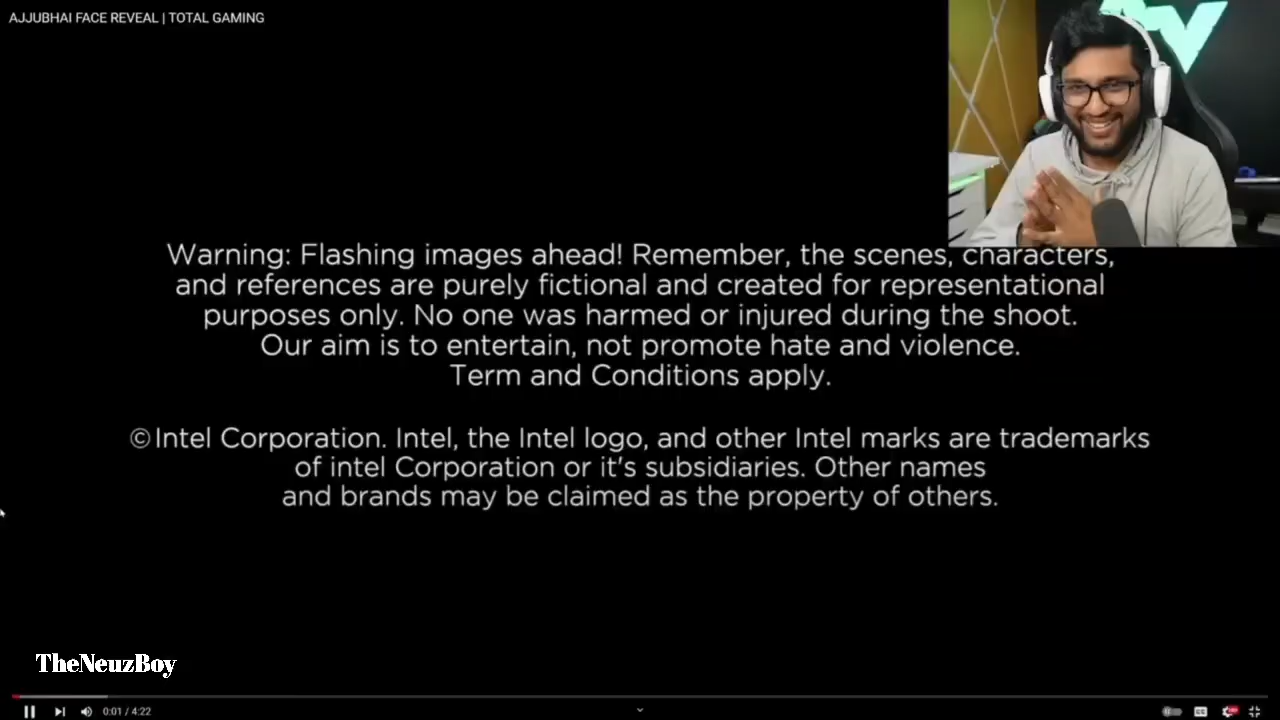 AJJUBHAI FACE REVEAL | TOTAL GAMING
Warning: Flashing images ahead! Remember, the scenes, characters,
and references are purely fictional and created for representational
purposes only. No one was harmed or injured during the shoot.
Our aim is to entertain, not promote hate and violence.
Term and Conditions apply.
©Intel Corporation. Intel, the Intel logo, and other Intel marks are trademarks
of intel Corporation or it's subsidiaries. Other names
and brands may be claimed as the property of others.
TheNeuzBoy
0:01 / 4:22